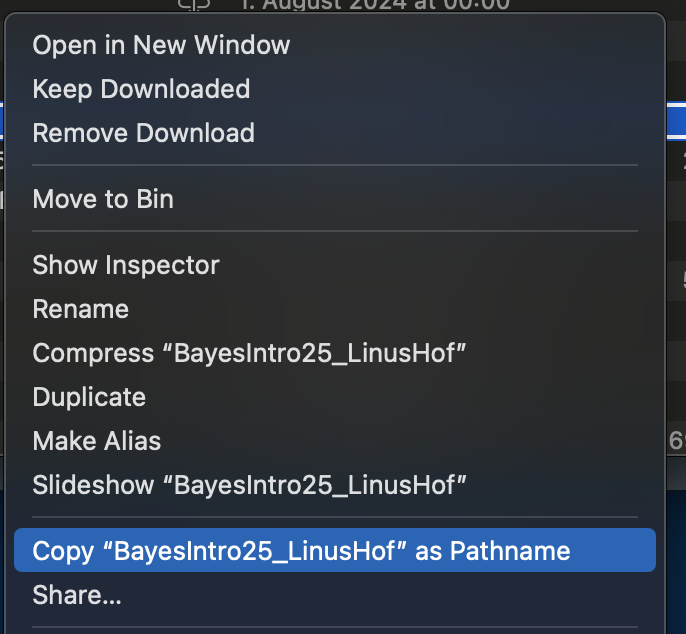 1. August 2024 at 00:00
Open in New Window
Keep Downloaded
Remove Download
Move to Bin
Show Inspector
Rename
Compress “BayesIntro25_LinusHof”
Duplicate
Make Alias
Slideshow “BayesIntro25_LinusHof”
Copy “BayesIntro25_LinusHof” as Pathname
Share...